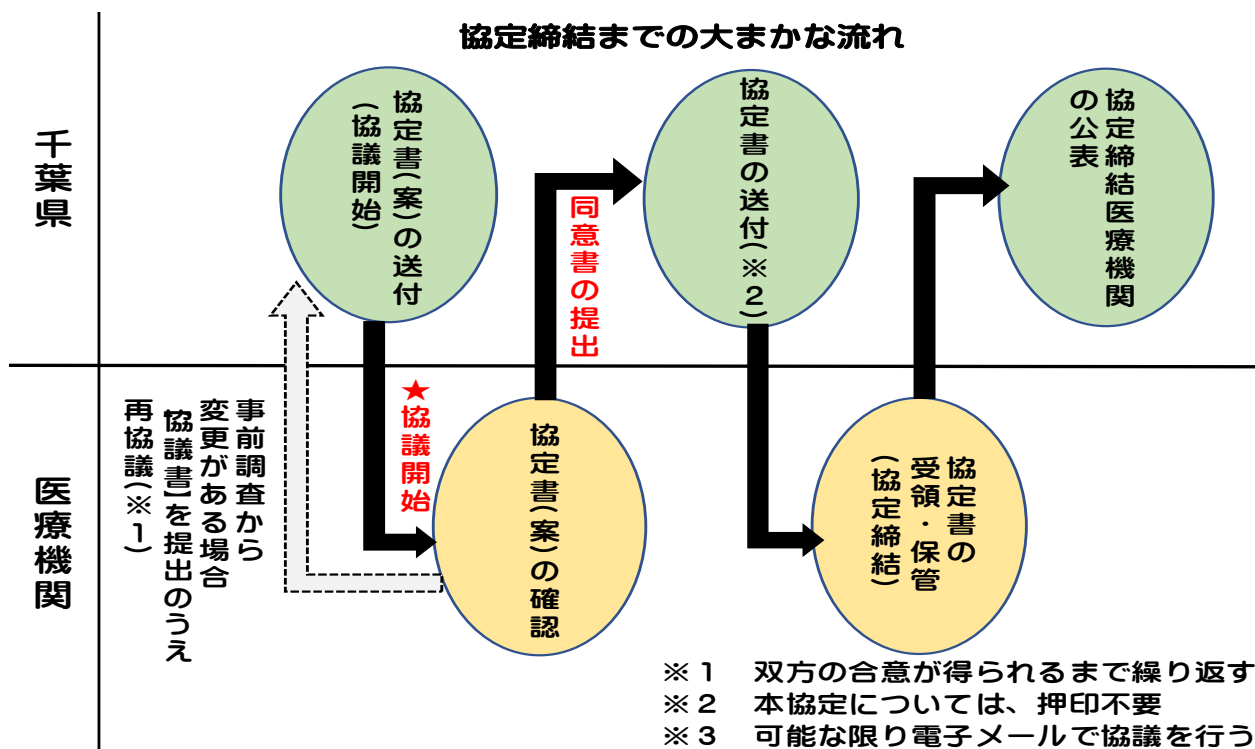 協定締結までの大まかな流れ
千葉県
協定書(案)の送付
(協議開始)
協定書の送付(※2)
協定締結医療機関
の公表
同意書の提出
★協議開始
医療機関
事前調査から
変更がある場合
協議書】を提出のうえ
再協議(※1)
協定書(案)の確認
協定書の
受領・保管
(協定締結)
※1 双方の合意が得られるまで繰り返す
※2 本協定については、押印不要
※3 可能な限り電子メールで協議を行う